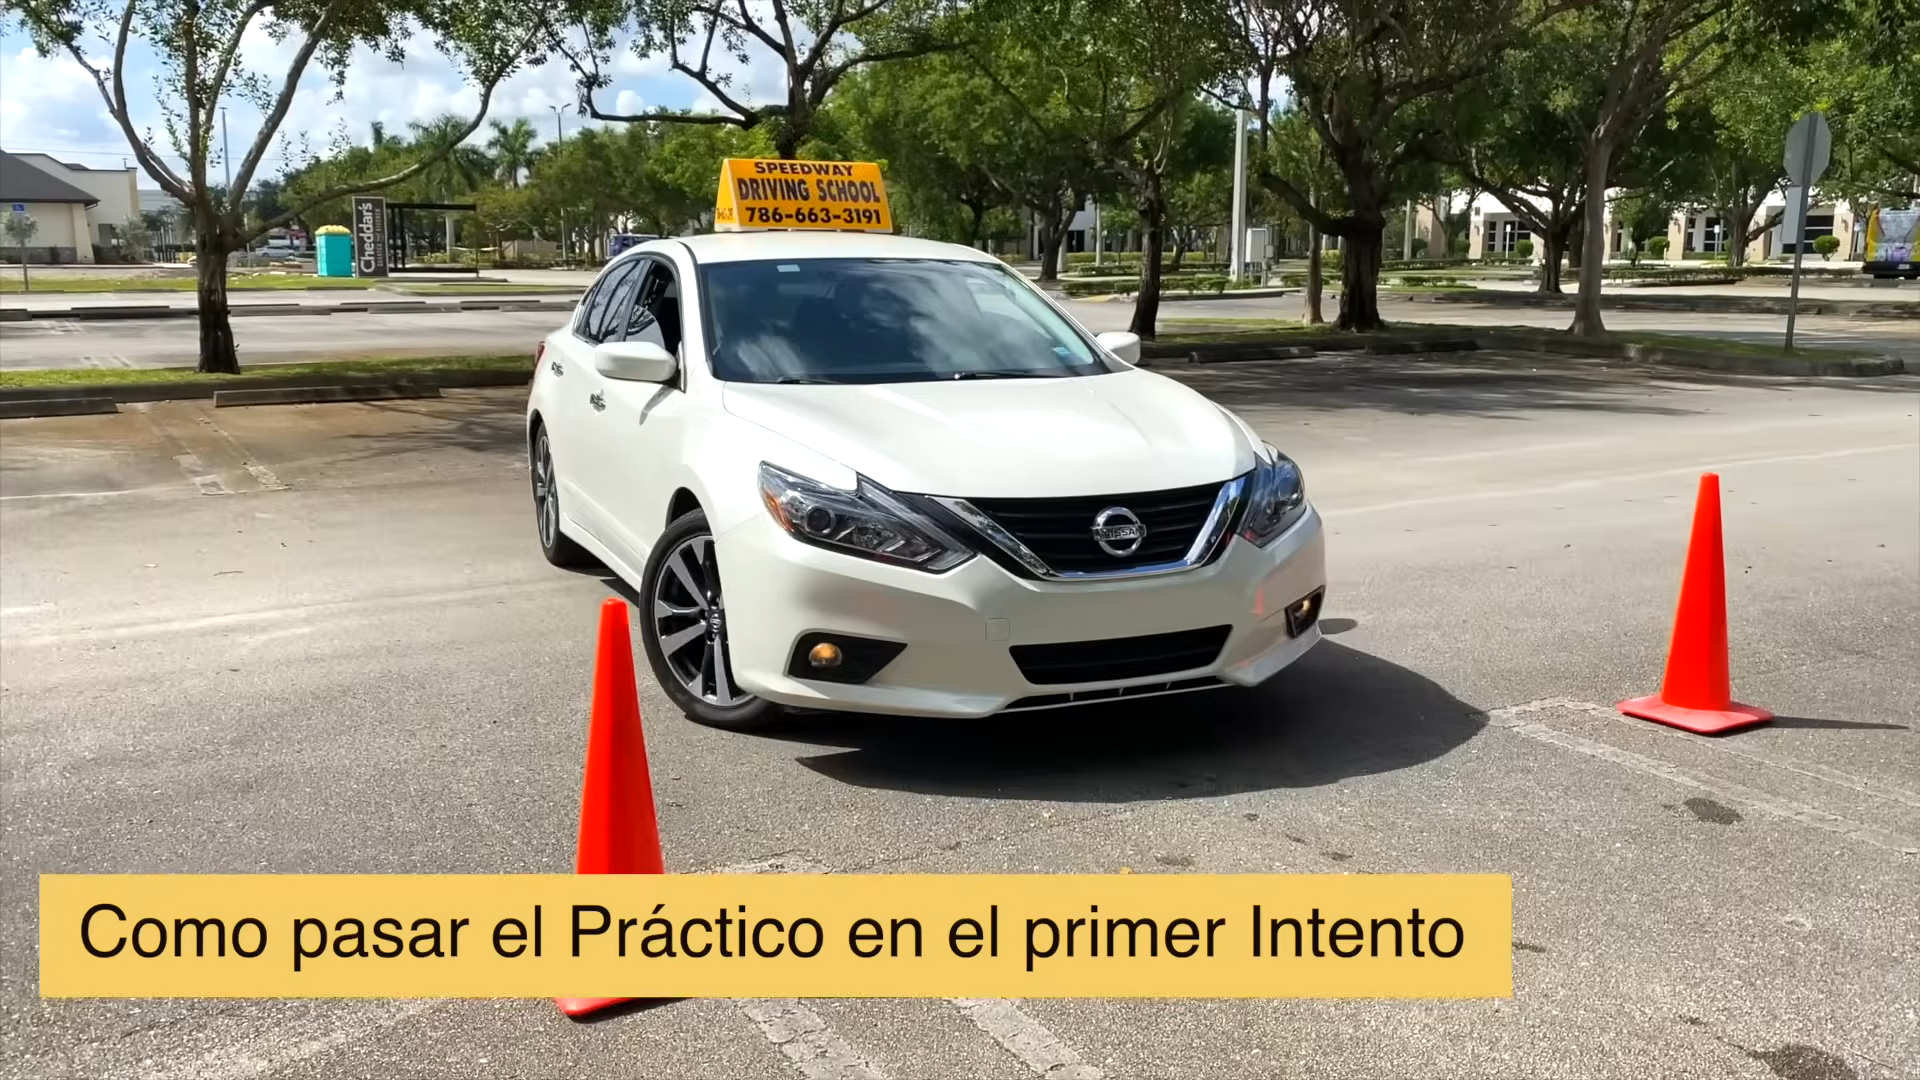 SPEEDWAY
DRIVING SCHOOL
786-663-3191
Cheddar's
NISSAN
Como pasar el Práctico en el primer Intento